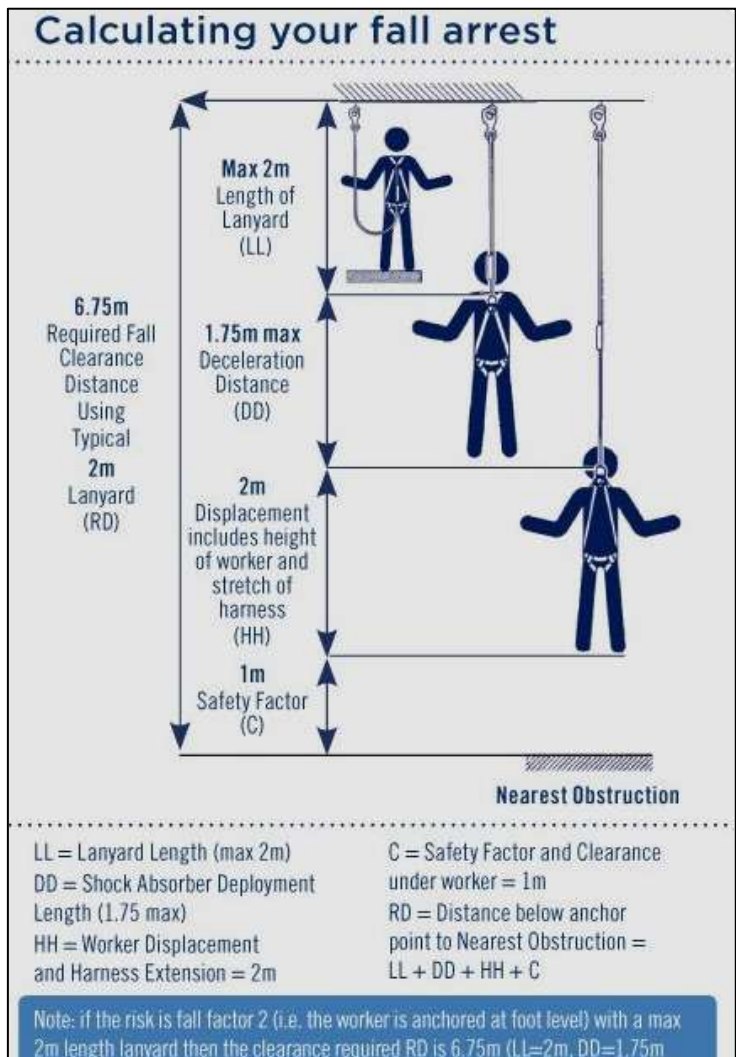 Calculating your fall arrest
Max 2m
Length of
Lanyard
(LL)
6.75m
Required Fall
Clearance
Distance
Using
Typical
2m
Lanyard
(RD)
1.75m max
Deceleration
Distance
(DD)
2m
Displacement
includes height
of worker and
stretch of
harness
(HH)
1m
Safety Factor
(C)
Nearest Obstruction
LL = Lanyard Length (max 2m)
DD = Shock Absorber Deployment
Length (1.75 max)
HH = Worker Displacement
and Harness Extension = 2m
C = Safety Factor and Clearance
under worker = 1m
RD = Distance below anchor
point to Nearest Obstruction =
LL + DD + HH + C
Note: if the risk is fall factor 2 (i.e. the worker is anchored at foot level) with a max
2m length lanyard then the clearance required RD is 6.75m (LL=2m, DD=1.75m